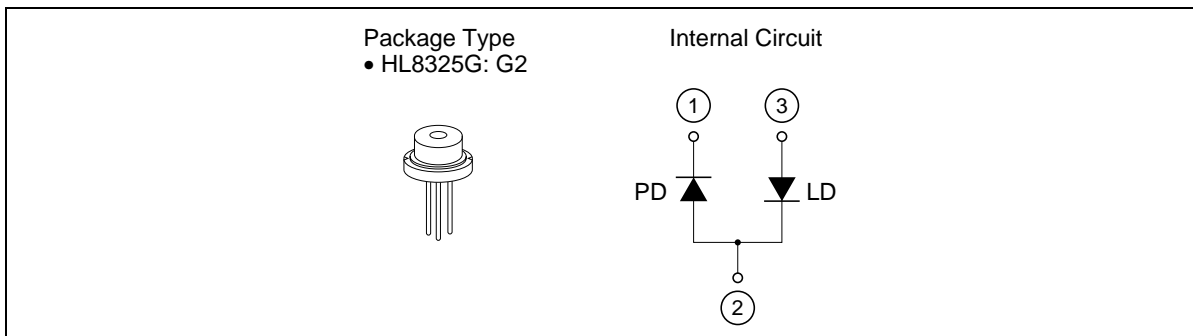 Package Type
• HL8325G: G2
Internal Circuit
1
3
PD
LD
2